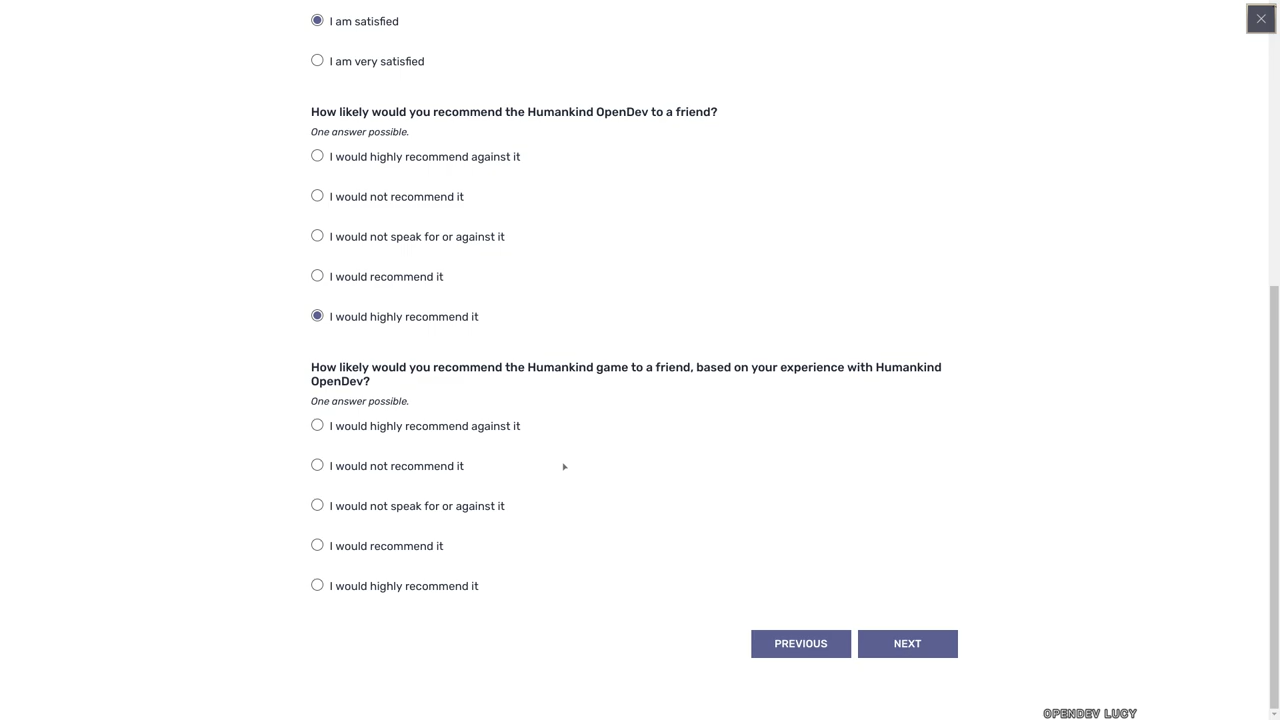 I am satisfied
I am very satisfied
How likely would you recommend the Humankind OpenDev to a friend?
One answer possible.
I would highly recommend against it
I would not recommend it
I would not speak for or against it
I would recommend it
I would highly recommend it
How likely would you recommend the Humankind game to a friend, based on your experience with Humankind
OpenDev?
One answer possible.
I would highly recommend against it
I would not recommend it
I would not speak for or against it
I would recommend it
I would highly recommend it
PREVIOUS NEXT
OPENDEV LUCY